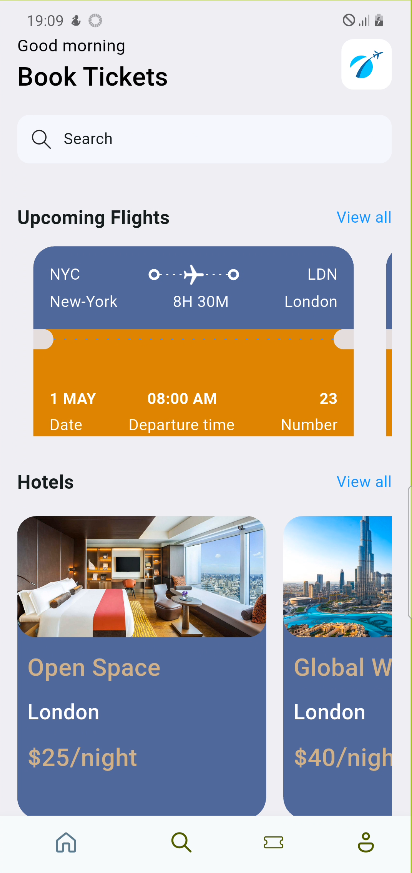 19:09
Good morning
Book Tickets
Search
Upcoming Flights View all
NYC LDN
New-York 8H 30M London
1 MAY 08:00 AM 23
Date Departure time Number
Hotels View all
Open Space Global W
London London
$25/night $40/nigh